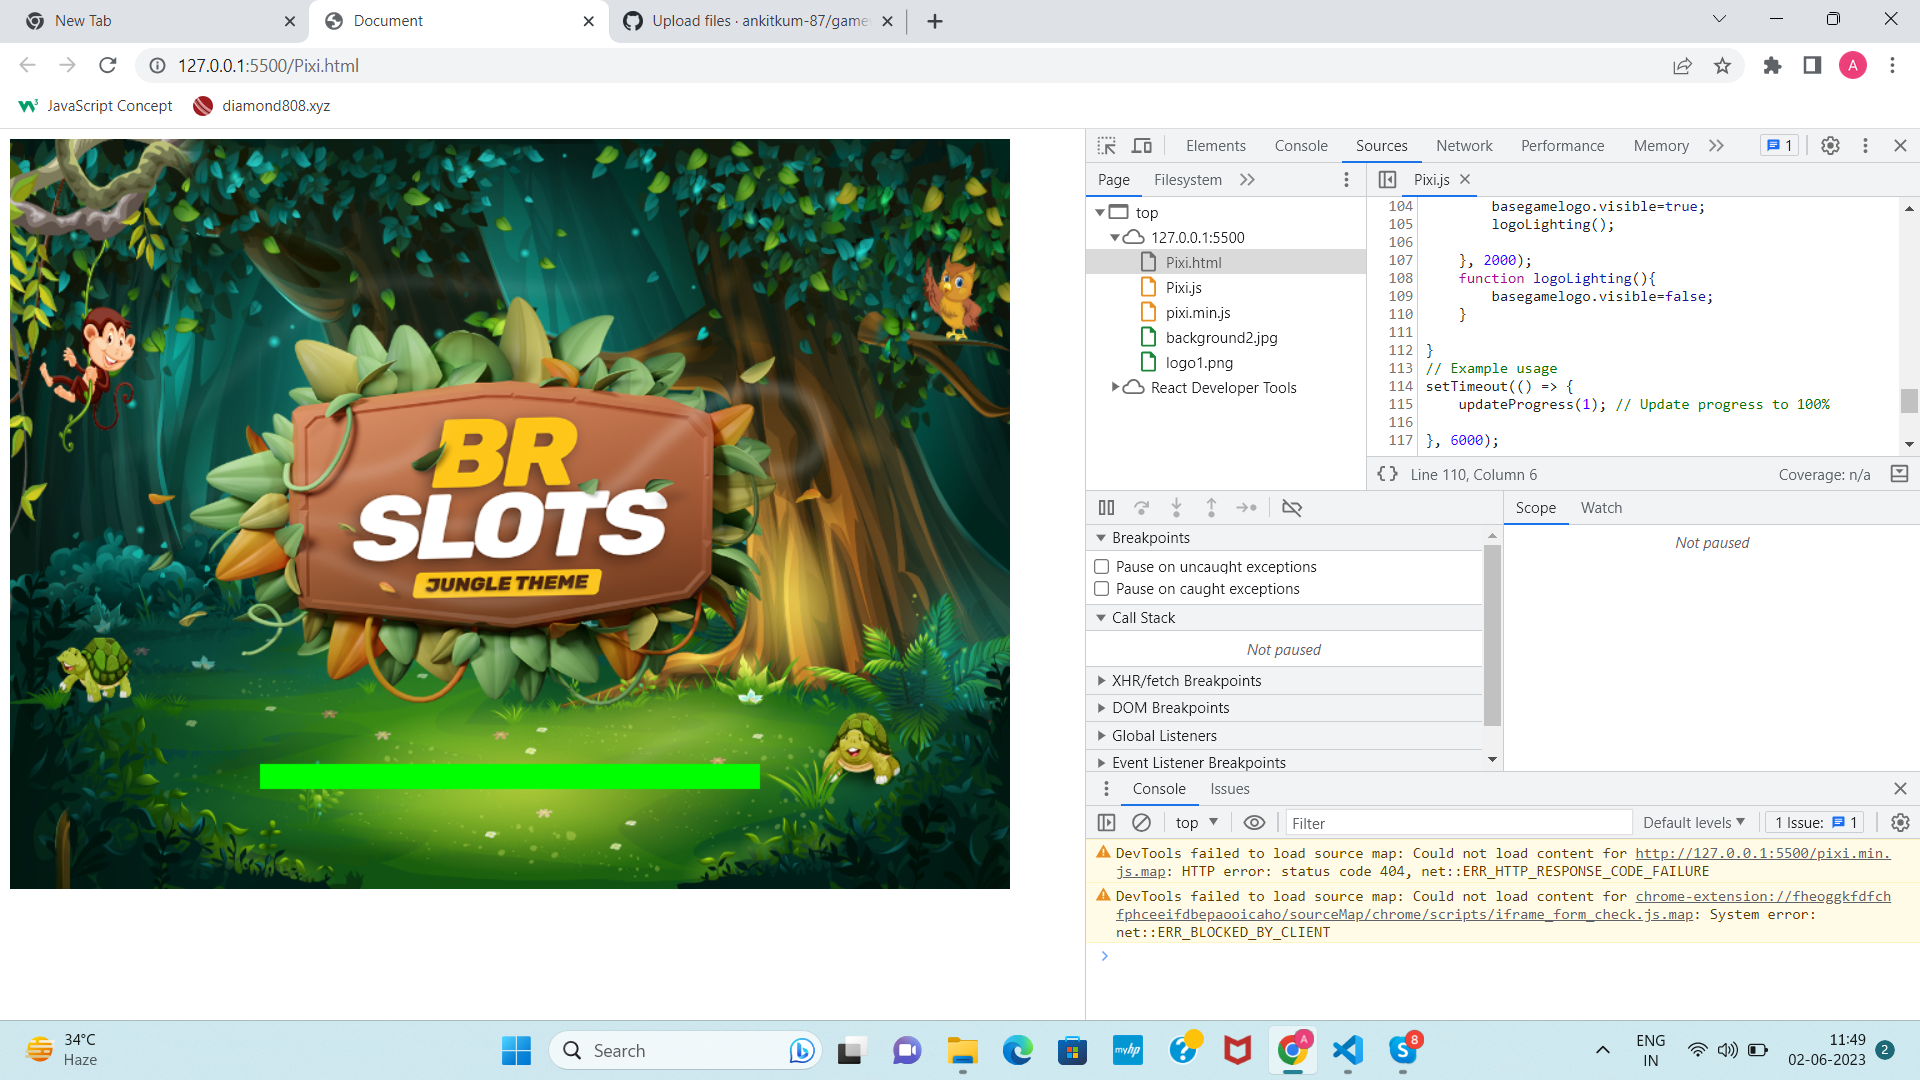 New Tab
Document
Upload files · ankitkum-87/game
127.0.0.1:5500/Pixi.html
A
JavaScript Concept
diamond808.xyz
BR
SLOTS
JUNGLE THEME
Elements Console Sources Network Performance Memory 1
Page Filesystem
top
127.0.0.1:5500
Pixi.html
Pixi.js
pixi.min.js
background2.jpg
logo1.png
React Developer Tools
Pixi.js
104 basegamelogo.visible=true;
105 logoLighting();
106
107 }, 2000);
108 function logoLighting(){
109 basegamelogo.visible=false;
110 }
111
112 }
113 // Example usage
114 setTimeout(() => {
115 updateProgress(1); // Update progress to 100%
116
117 }, 6000);
{ } Line 110, Column 6 Coverage: n/a
Breakpoints
Pause on uncaught exceptions
Pause on caught exceptions
Call Stack
Not paused
XHR/fetch Breakpoints
DOM Breakpoints
Global Listeners
Event Listener Breakpoints
Scope Watch
Not paused
Console Issues
top Filter Default levels 1 Issue: 1
DevTools failed to load source map: Could not load content for http://127.0.0.1:5500/pixi.min.
js.map: HTTP error: status code 404, net::ERR_HTTP_RESPONSE_CODE_FAILURE
DevTools failed to load source map: Could not load content for chrome-extension://fheoggkfdfch
fphceeifdbepaooicaho/sourceMap/chrome/scripts/iframe_form_check.js.map: System error:
net::ERR_BLOCKED_BY_CLIENT
34°C
Haze
Search
myhp
A
8
ENG
IN
11:49
02-06-2023
2